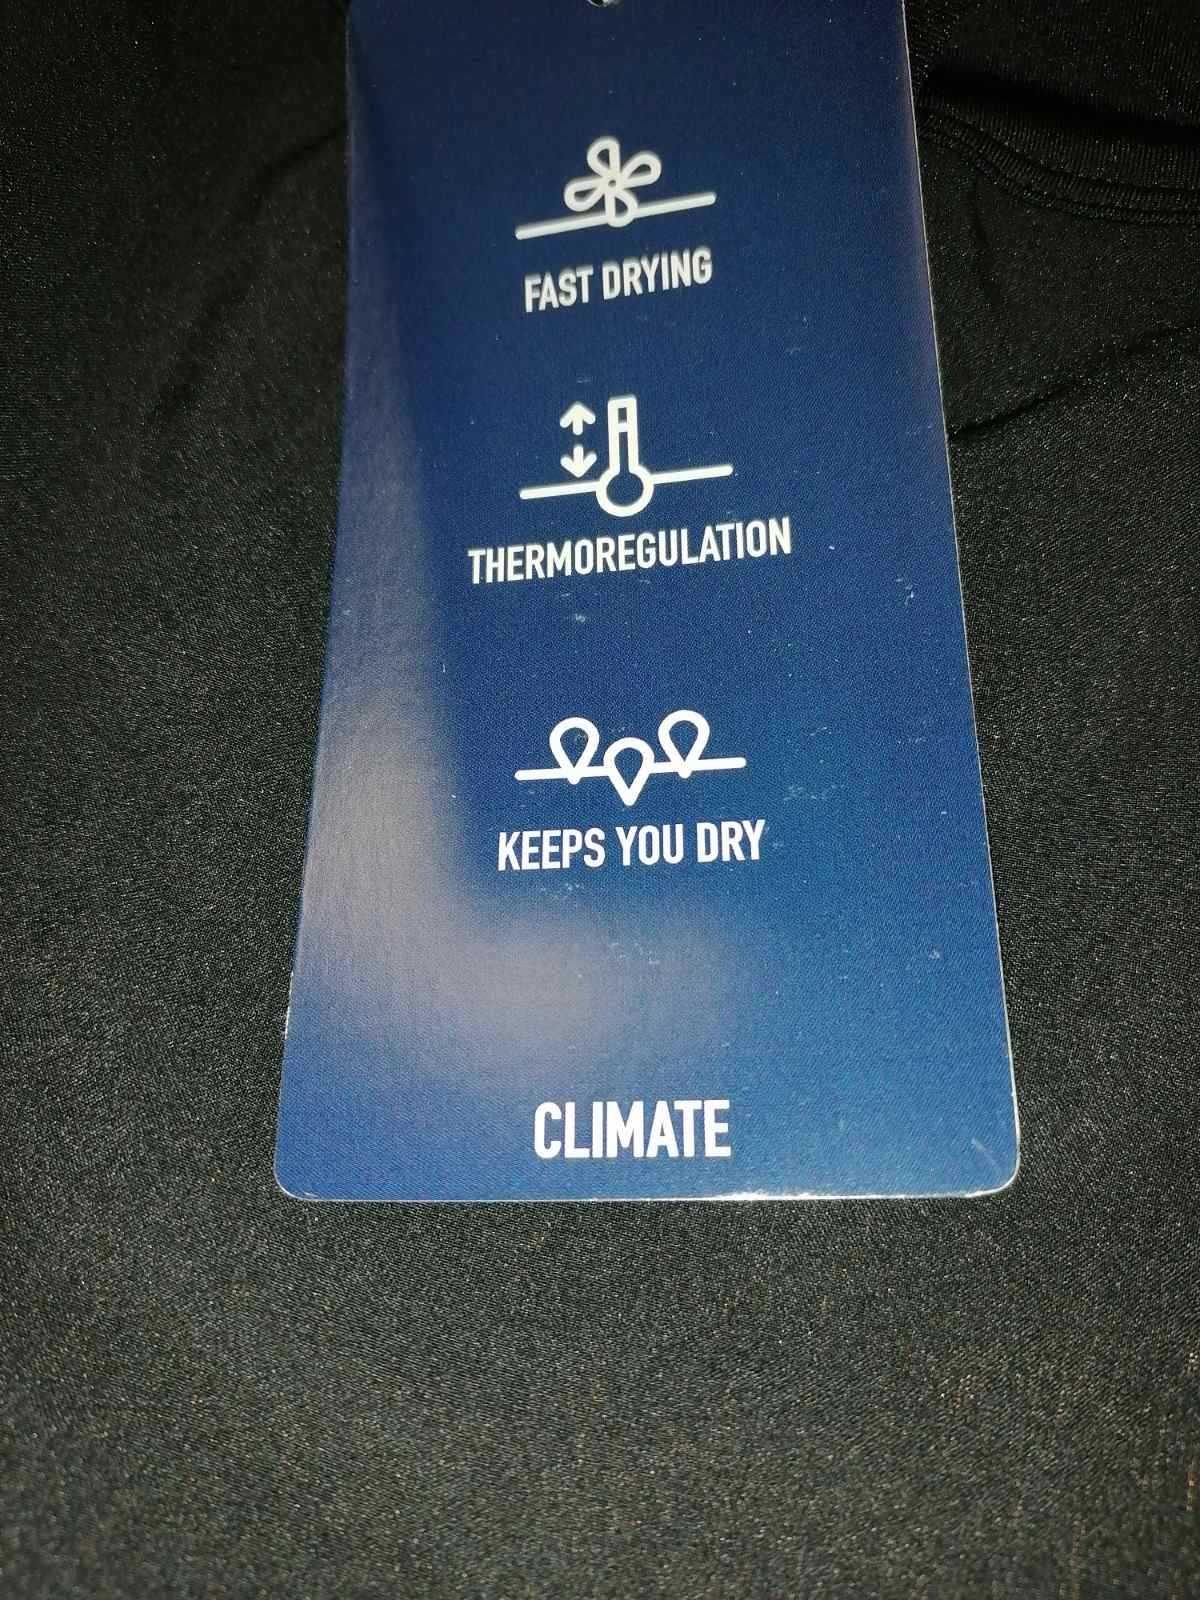 FAST DRYING
THERMOREGULATION
KEEPS YOU DRY
CLIMATE